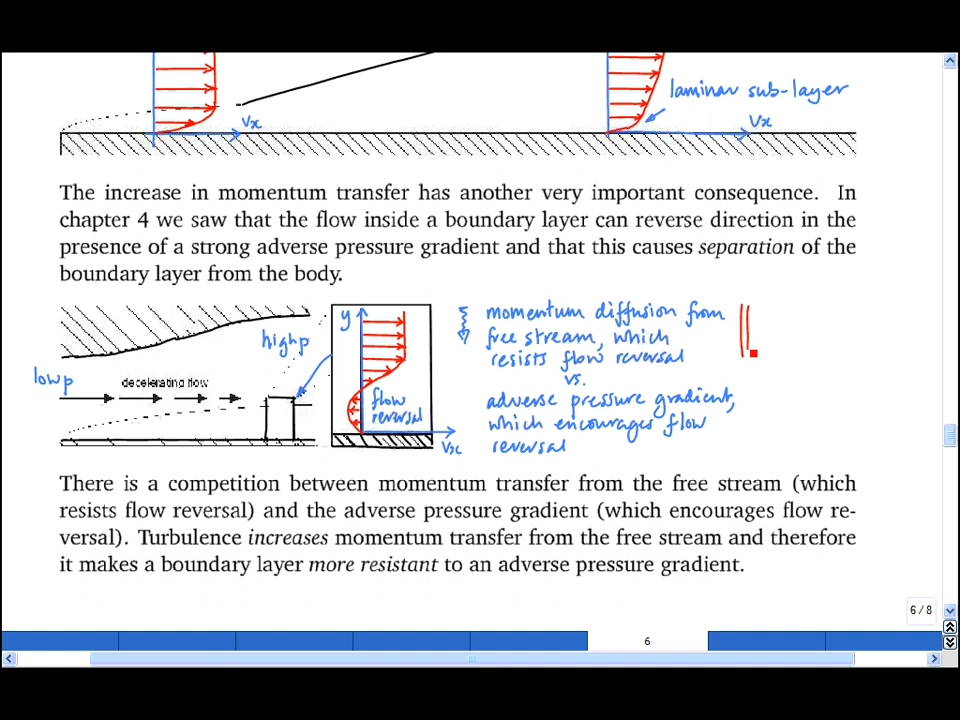 laminar sub-layer
Vx
Vx
The increase in momentum transfer has another very important consequence. In
chapter 4 we saw that the flow inside a boundary layer can reverse direction in the
presence of a strong adverse pressure gradient and that this causes separation of the
boundary layer from the body.
low p
decelerating flow
high p
y
flow
reversal
Vx
momentum diffusion from
free stream, which
resists flow reversal
vs.
adverse pressure gradient,
which encourages flow
reversal
There is a competition between momentum transfer from the free stream (which
resists flow reversal) and the adverse pressure gradient (which encourages flow re-
versal). Turbulence increases momentum transfer from the free stream and therefore
it makes a boundary layer more resistant to an adverse pressure gradient.
6 / 8
6